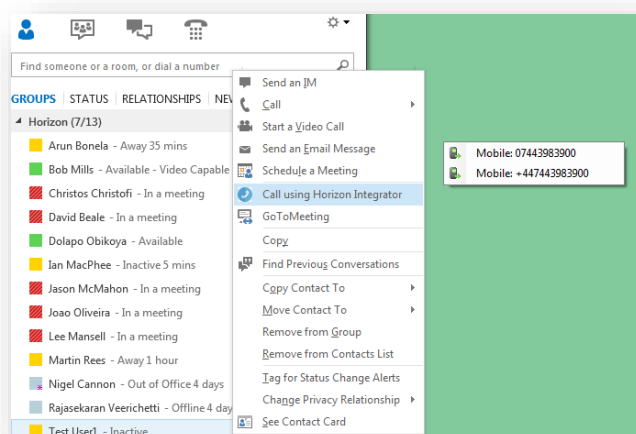 Find someone or a room, or dial a number
GROUPS STATUS RELATIONSHIPS
Horizon (7/13)
Arun Bonela - Away 35 mins
Bob Mills - Available - Video Capable
Christos Christofi - In a meeting
David Beale - In a meeting
Dolapo Obikoya - Available
Ian MacPhee - Inactive 5 mins
Jason McMahon - In a meeting
Joao Oliveira - In a meeting
Lee Mansell - In a meeting
Martin Rees - Away 1 hour
Nigel Cannon - Out of Office 4 days
Rajasekaran Veerichetti - Offline 4 day
Test User1 - Inactive
Send an IM
Call
Start a Video Call
Send an Email Message
Schedule a Meeting
Call using Horizon Integrator
GoToMeeting
Copy
Find Previous Conversations
Copy Contact To
Move Contact To
Remove from Group
Remove from Contacts List
Tag for Status Change Alerts
Change Privacy Relationship
See Contact Card
Mobile: 07443983900
Mobile: +447443983900